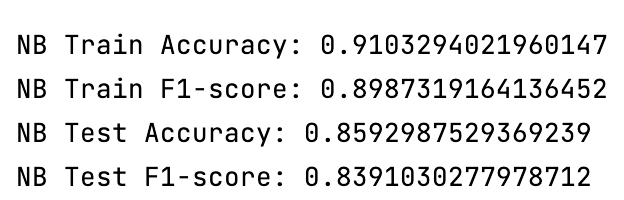 NB Train Accuracy: 0.9103294021960147
NB Train F1-score: 0.8987319164136452
NB Test Accuracy: 0.8592987529369239
NB Test F1-score: 0.8391030277978712